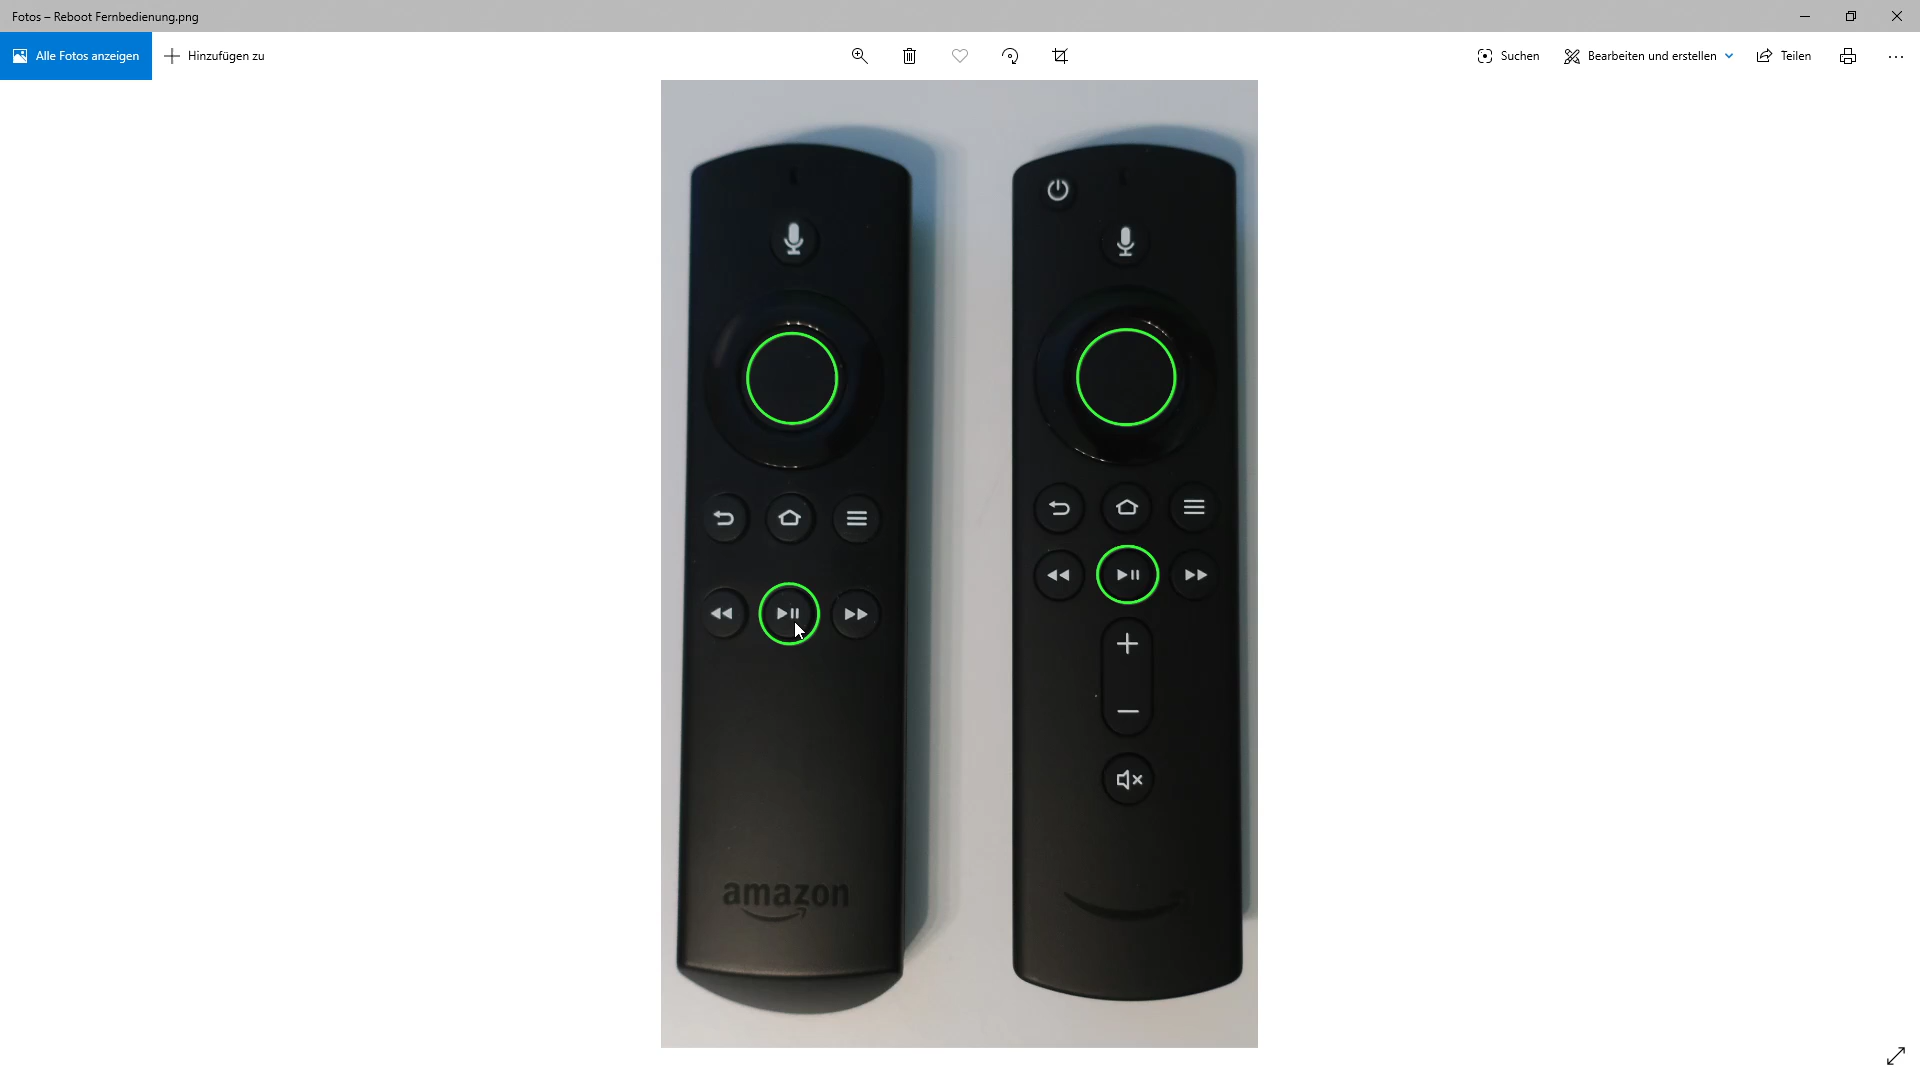 Fotos – Reboot Fernbedienung.png
Alle Fotos anzeigen
Hinzufügen zu
Suchen
Bearbeiten und erstellen
Teilen
amazon